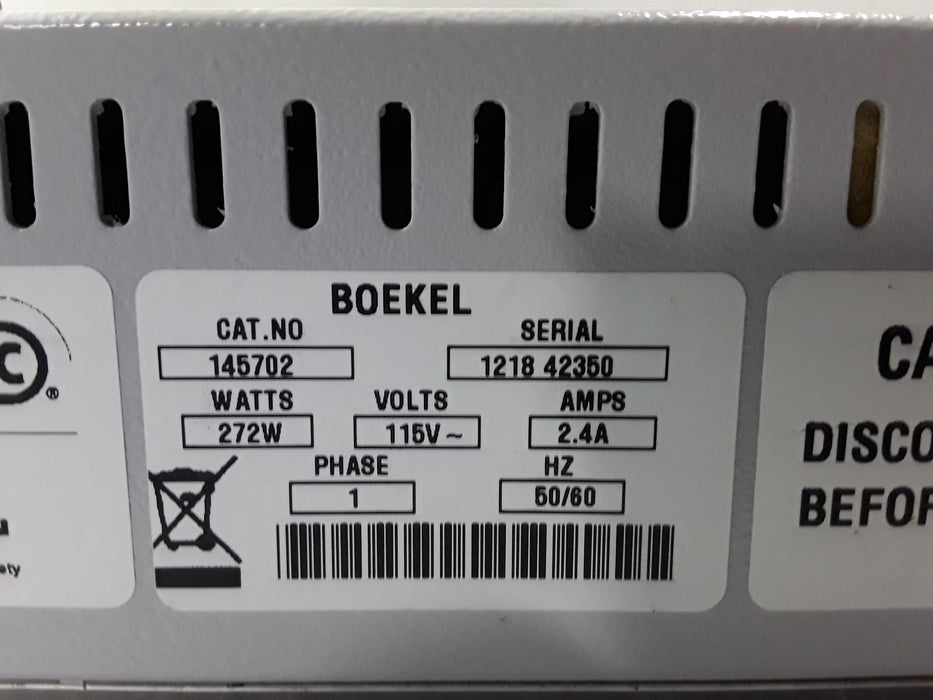 BOEKEL
CAT.NO SERIAL
145702 1218 42350
WATTS VOLTS AMPS
272W 115V~ 2.4A
PHASE HZ
1 50/60
C
®
CA
DISCO
BEFOR
ety